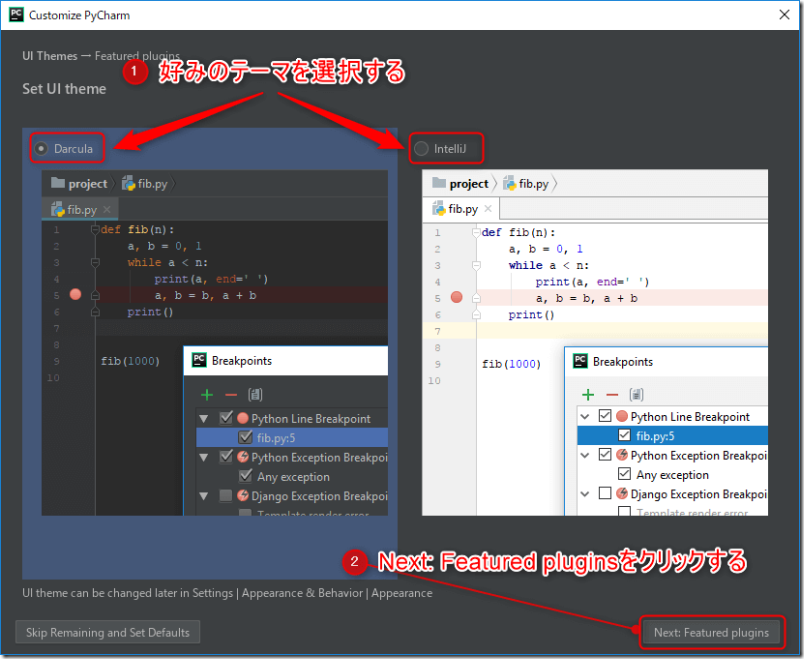 Customize PyCharm
UI Themes → Featured plugins
1 好みのテーマを選択する
Set UI theme
Darcula
project fib.py
fib.py
1 def fib(n):
2 a, b = 0, 1
3 while a < n:
4 print(a, end=' ')
5 a, b = b, a + b
6 print()
7
8
9 fib(1000)
10
Breakpoints
Python Line Breakpoint
fib.py:5
Python Exception Breakpoi
Any exception
Django Exception Breakpoi
Template render error
IntelliJ
project fib.py
fib.py
1 def fib(n):
2 a, b = 0, 1
3 while a < n:
4 print(a, end=' ')
5 a, b = b, a + b
6 print()
7
8
9 fib(1000)
10
Breakpoints
Python Line Breakpoint
fib.py:5
Python Exception Breakpoi
Any exception
Django Exception Breakpoi
Template render error
2 Next: Featured pluginsをクリックする
UI theme can be changed later in Settings | Appearance & Behavior | Appearance
Skip Remaining and Set Defaults
Next: Featured plugins